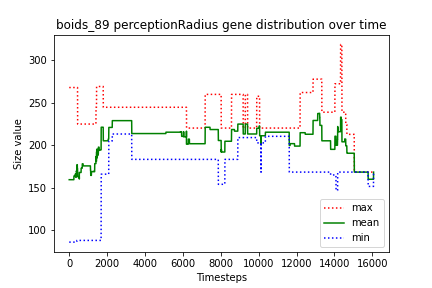 boids_89 perceptionRadius gene distribution over time
Size value
300
250
200
150
100
0
2000
4000
6000
8000
10000
12000
14000
16000
Timesteps
max
mean
min